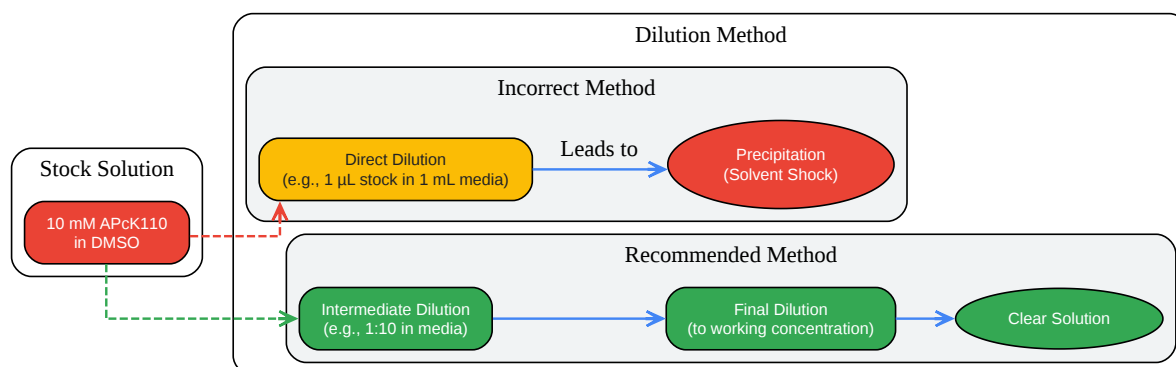 Dilution Method
Incorrect Method
Direct Dilution
(e.g., 1 µL stock in 1 mL media)
Leads to
Precipitation
(Solvent Shock)
Stock Solution
10 mM APcK110
in DMSO
Recommended Method
Intermediate Dilution
(e.g., 1:10 in media)
Final Dilution
(to working concentration)
Clear Solution